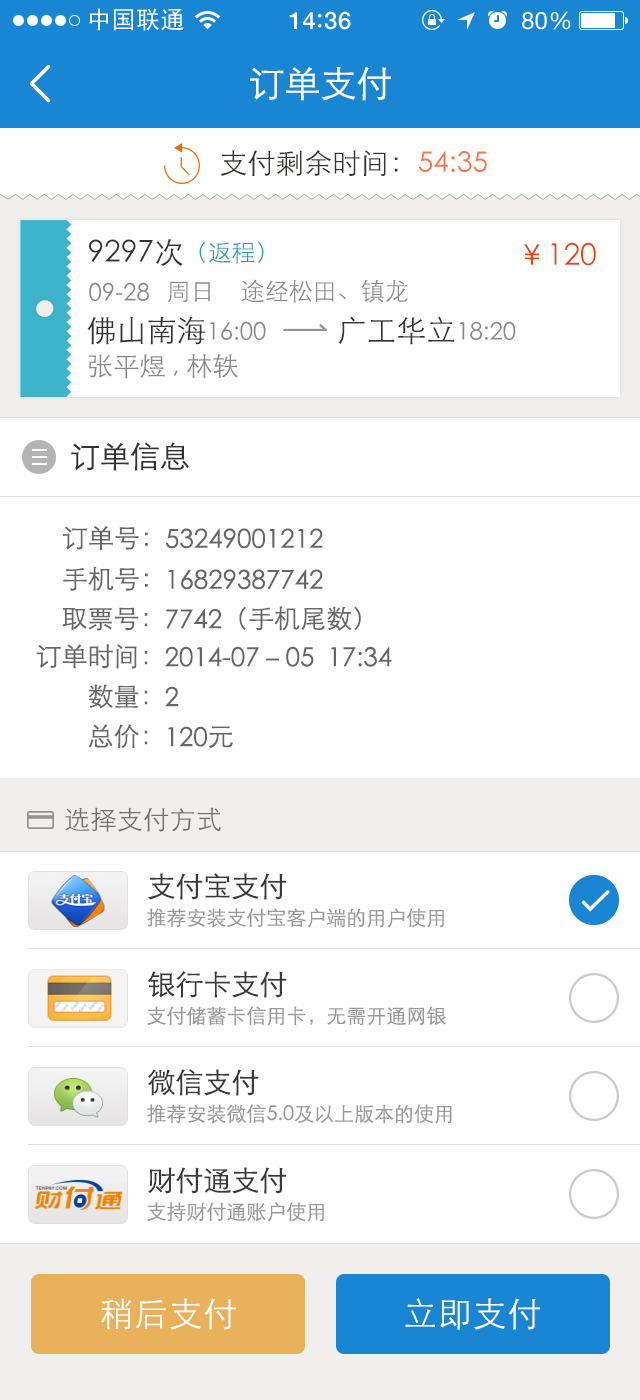 中国联通 14:36 80%
订单支付
支付剩余时间：54:35
9297次（返程） ￥120
09-28 周日 途经松田、镇龙
佛山南海16:00 广工华立18:20
张平煜 , 林轶
订单信息
订单号：53249001212
手机号：16829387742
取票号：7742（手机尾数）
订单时间：2014-07 – 05 17:34
数量：2
总价：120元
选择支付方式
支付宝
支付宝支付
推荐安装支付宝客户端的用户使用
银行卡支付
支付储蓄卡信用卡，无需开通网银
微信支付
推荐安装微信5.0及以上版本的使用
TENPAY.COM
财付通
财付通支付
支持财付通账户使用
稍后支付 立即支付